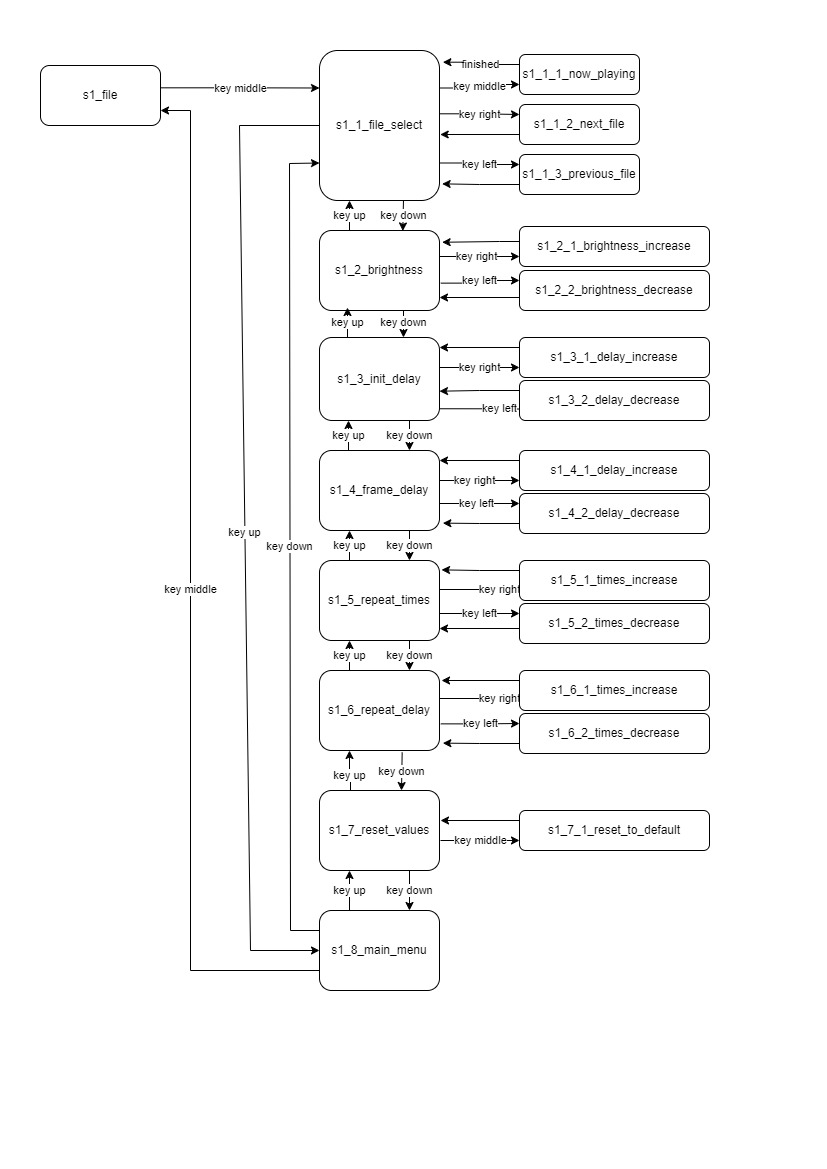 finished
s1_1_1_now_playing
s1_file
key middle
key middle
key right
s1_1_file_select
s1_1_2_next_file
key left
s1_1_3_previous_file
key up
key down
s1_2_1_brightness_increase
key right
s1_2_brightness
key left
s1_2_2_brightness_decrease
key up
key down
s1_3_1_delay_increase
key right
s1_3_init_delay
s1_3_2_delay_decrease
key left
key up
key down
s1_4_1_delay_increase
key right
s1_4_frame_delay
key left
s1_4_2_delay_decrease
key up
key down
key up
key down
s1_5_1_times_increase
key right
key middle
s1_5_repeat_times
key left
s1_5_2_times_decrease
key up
key down
s1_6_1_times_increase
key right
s1_6_repeat_delay
key left
s1_6_2_times_decrease
key up
key down
s1_7_reset_values
s1_7_1_reset_to_default
key middle
key up
key down
s1_8_main_menu